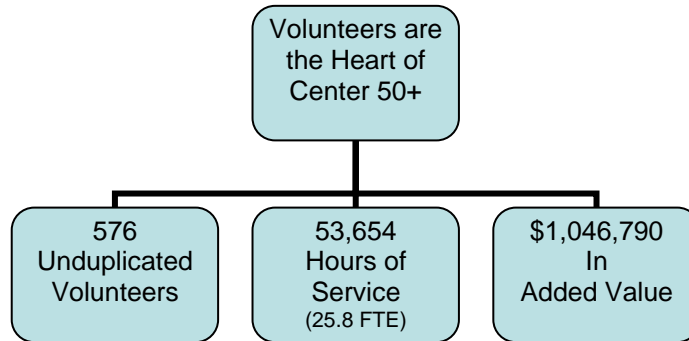 Volunteers are
the Heart of
Center 50+
576
Unduplicated
Volunteers
53,654
Hours of
Service
(25.8 FTE)
$1,046,790
In
Added Value